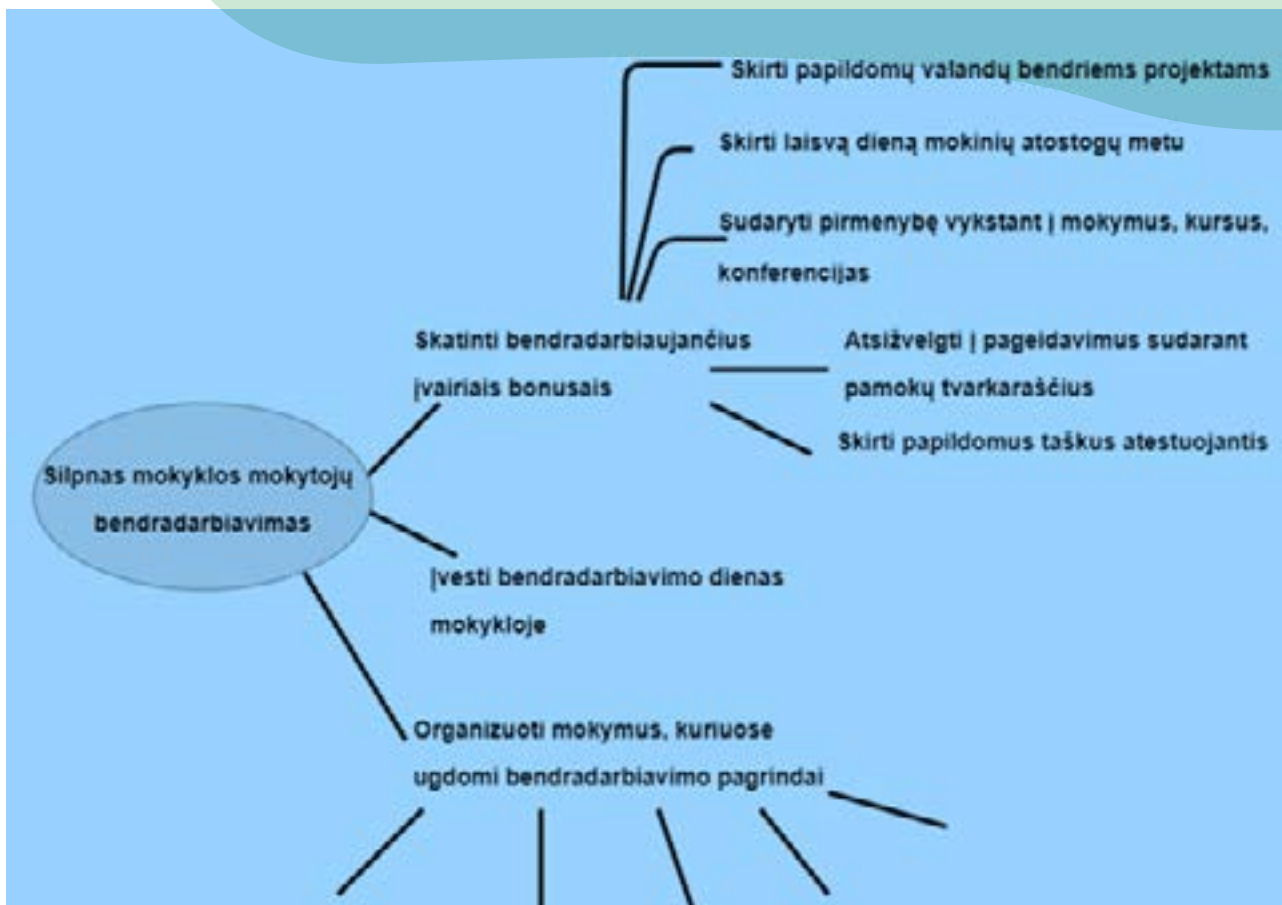 Skirti papildomų valandų bendriems projektams
Skirti laisvą dieną mokinių atostogų metu
Sudaryti pirmenybę vykstant į mokymus, kursus,
konferencijas
Skatinti bendradarbiaujančius
įvairiais bonusais
Atsižvelgti į pageidavimus sudarant
pamokų tvarkaraščius
Skirti papildomus taškus atestuojantis
Silpnas mokyklos mokytojų
bendradarbiavimas
Įvesti bendradarbiavimo dienas
mokykloje
Organizuoti mokymus, kuriuose
ugdomi bendradarbiavimo pagrindai